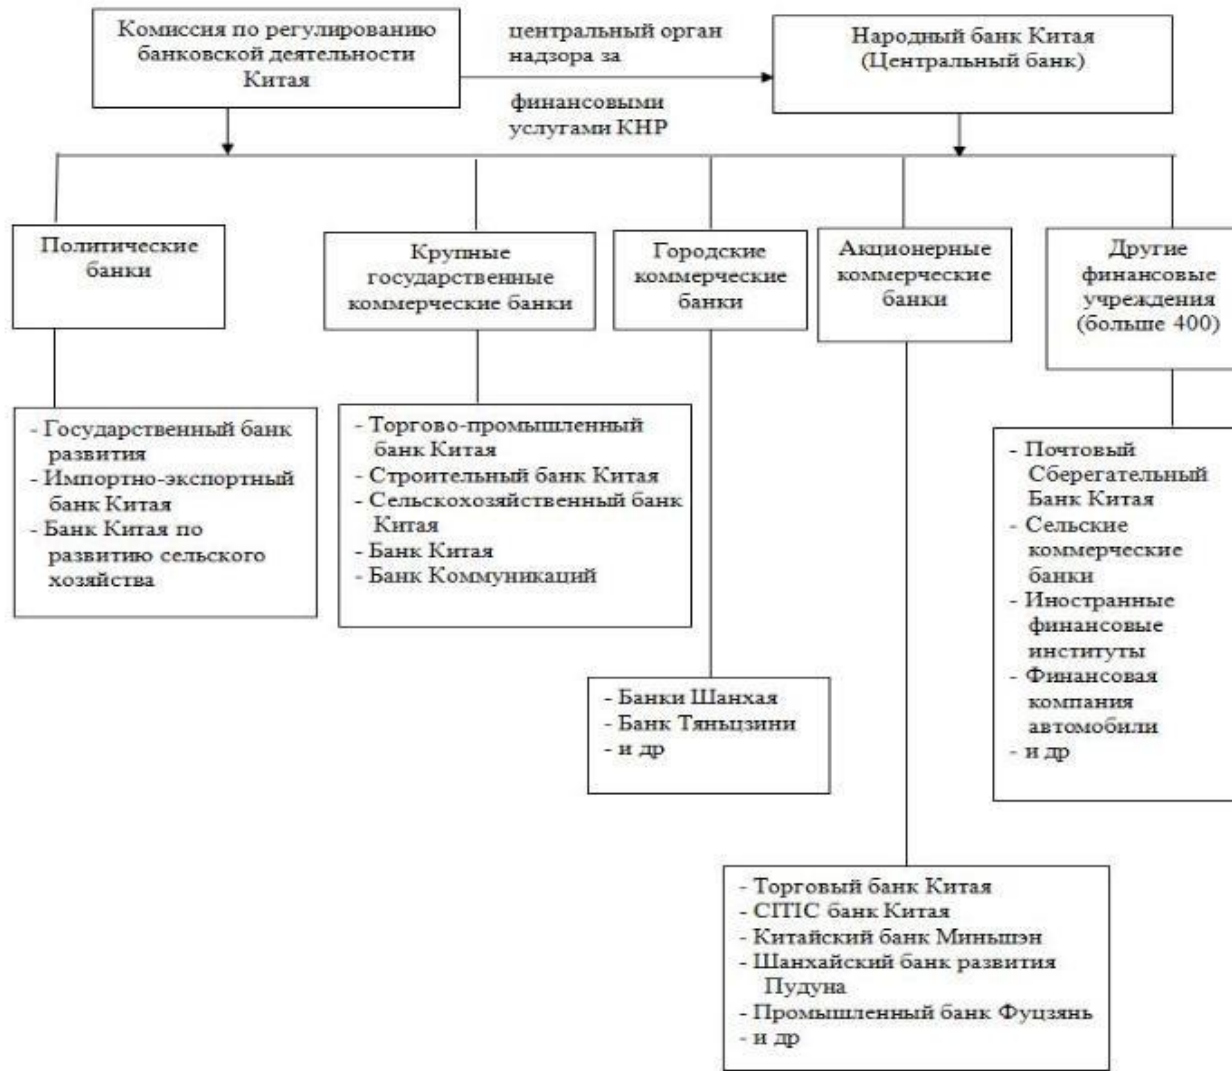 Комиссия по регулированию
банковской деятельности
Китая
центральный орган
надзора за
финансовыми
услугами КНР
Народный банк Китая
(Центральный банк)
Политические
банки
Крупные
государственные
коммерческие банки
Городские
коммерческие
банки
Акционерные
коммерческие
банки
Другие
финансовые
учреждения
(больше 400)
- Государственный банк
развития
- Импортно-экспортный
банк Китая
- Банк Китая по
развитию сельского
хозяйства
- Торгово-промышленный
банк Китая
- Строительный банк Китая
- Сельскохозяйственный банк
Китая
- Банк Китая
- Банк Коммуникаций
- Банки Шанхая
- Банк Тяньцзини
- и др
- Торговый банк Китая
- CITIC банк Китая
- Китайский банк Миньшэн
- Шанхайский банк развития
Пудуна
- Промышленный банк Фуцзянь
- и др
- Почтовый
Сберегательный
Банк Китая
- Сельские
коммерческие
банки
- Иностранные
финансовые
институты
- Финансовая
компания
автомобили
- и др